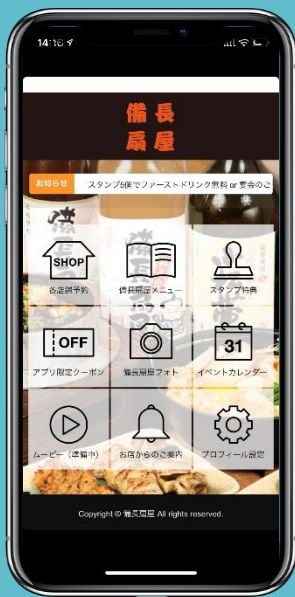 14:16
備長
扇屋
お知らせ スタンプ5個でファーストドリンク無料 or 宴会のご
SHOP
各店舗予約 備長扇屋メニュー スタンプ特典
OFF 31
アプリ限定クーポン 備長扇屋フォト イベントカレンダー
ムービー（準備中） お店からのご案内 プロフィール設定
Copyright © 備長扇屋 All rights reserved.